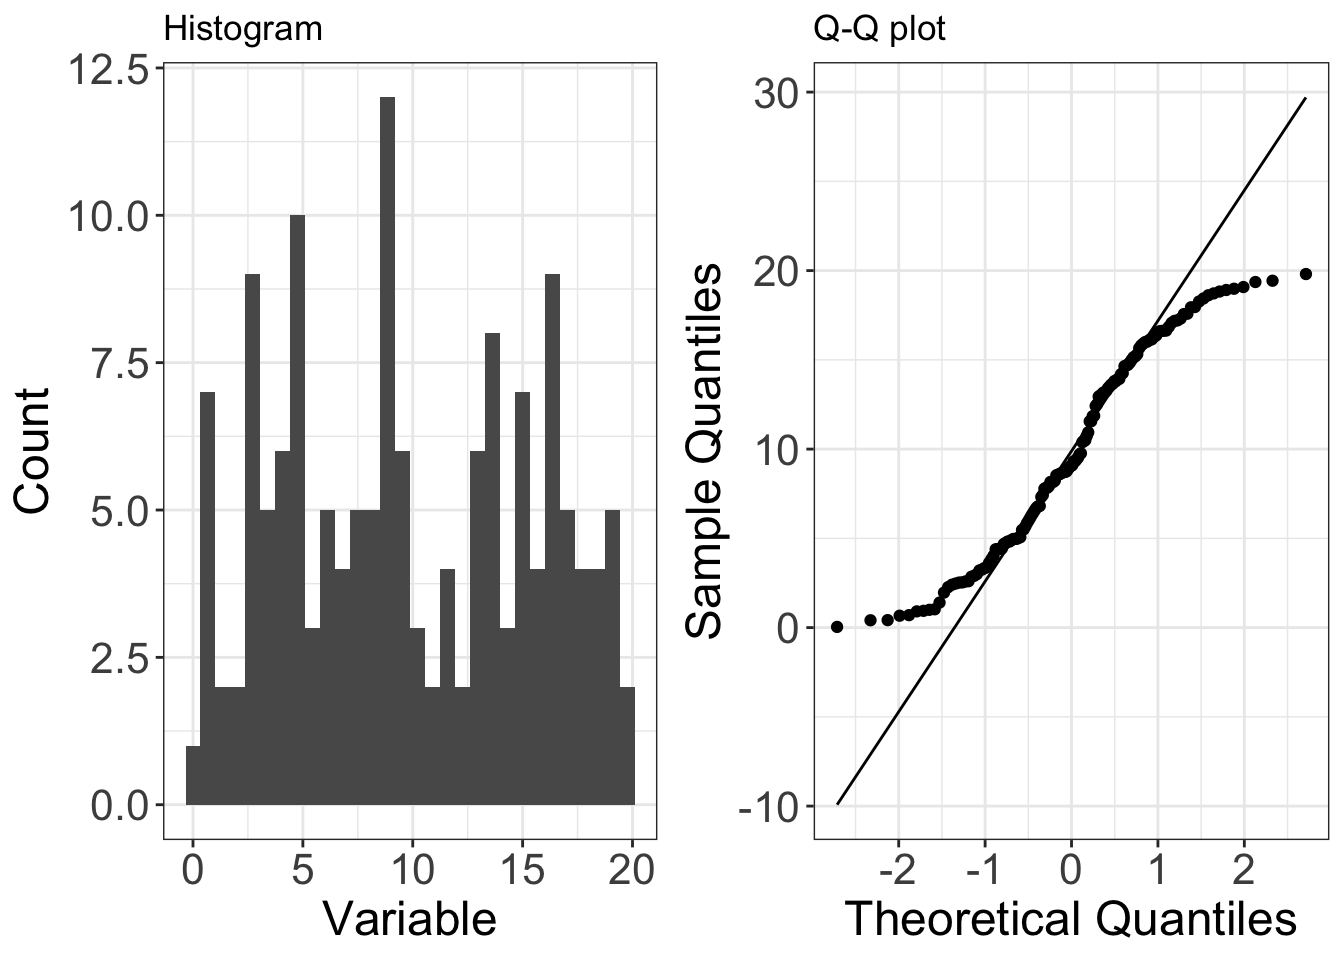 Histogram
12.5
10.0
7.5
5.0
2.5
0.0
Count
0 5 10 15 20
Variable
Q-Q plot
30
20
10
0
-10
Sample Quantiles
-2 -1 0 1 2
Theoretical Quantiles